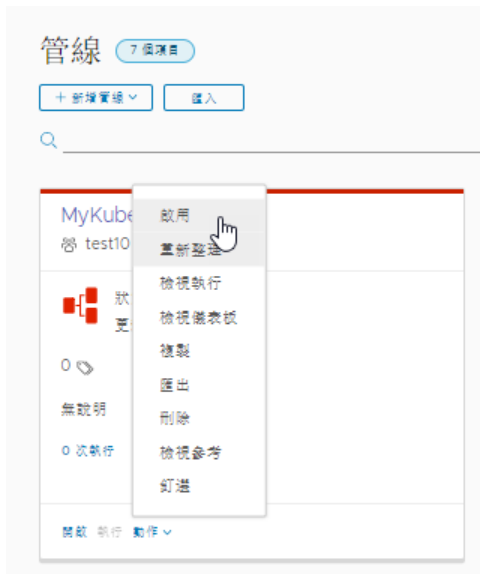 管線 7 個項目
＋ 新增管線
匯入
MyKube
test10
狀
更
0
無說明
0 次執行
啟用
重新整理
檢視執行
檢視儀表板
複製
匯出
刪除
檢視參考
釘選
開啟 執行 動作